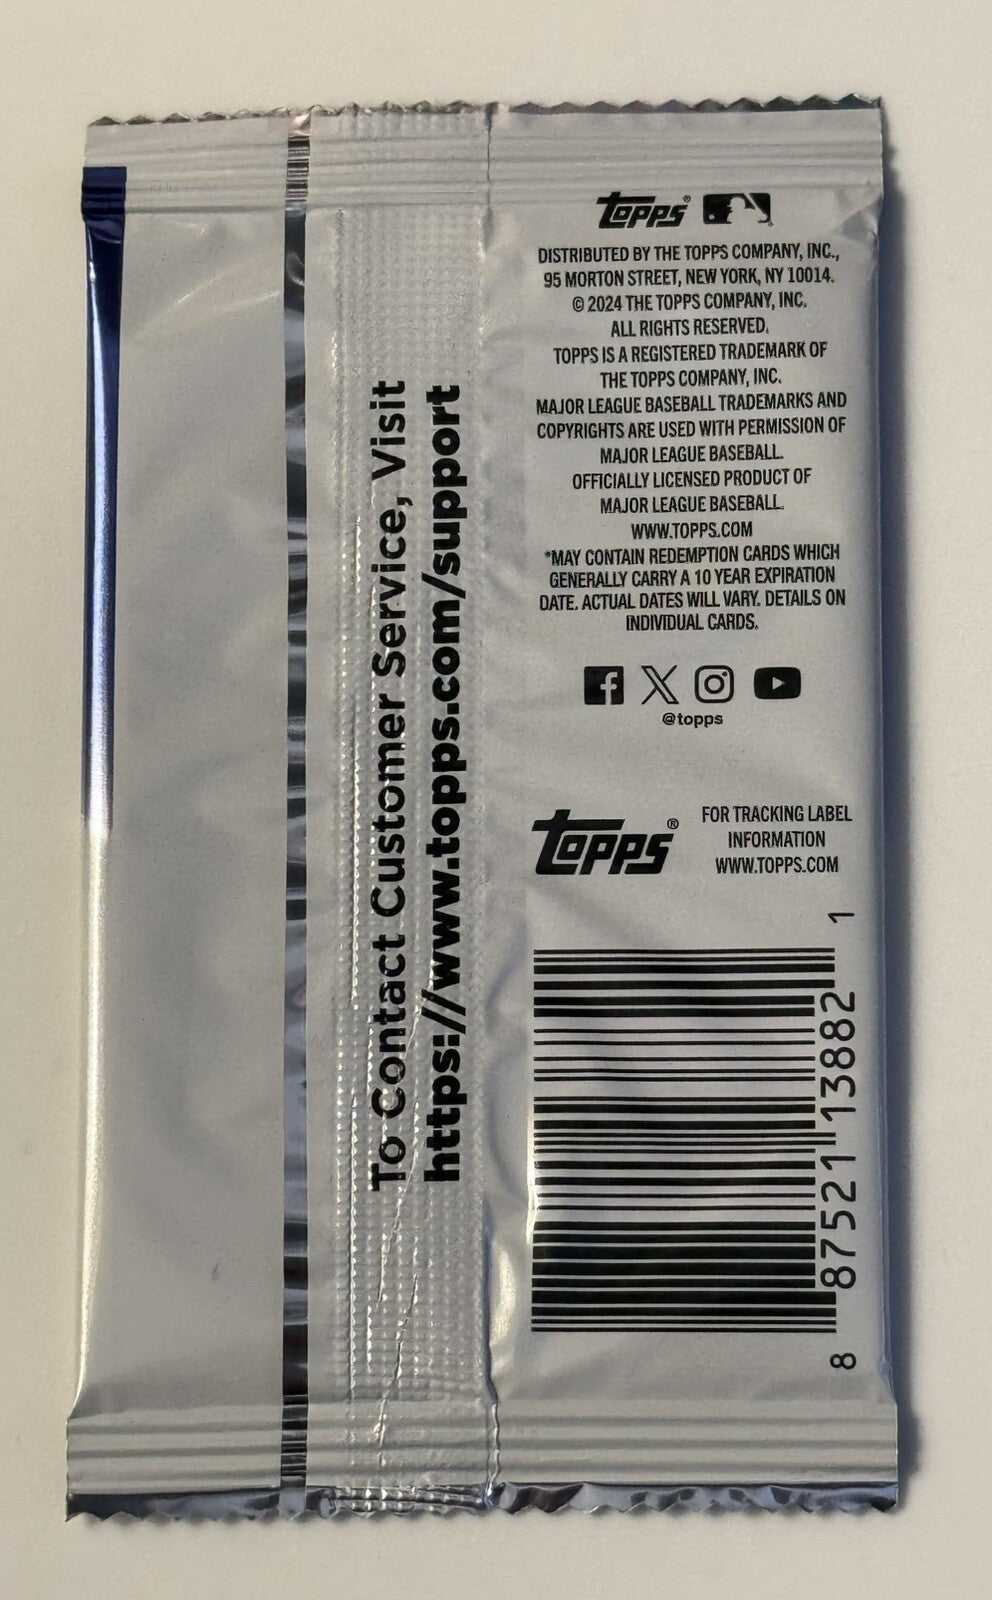 To Contact Customer Service, Visit
https://www.topps.com/support
Topps®
DISTRIBUTED BY THE TOPPS COMPANY, INC.,
95 MORTON STREET, NEW YORK, NY 10014.
© 2024 THE TOPPS COMPANY, INC.
ALL RIGHTS RESERVED.
TOPPS IS A REGISTERED TRADEMARK OF
THE TOPPS COMPANY, INC.
MAJOR LEAGUE BASEBALL TRADEMARKS AND
COPYRIGHTS ARE USED WITH PERMISSION OF
MAJOR LEAGUE BASEBALL.
OFFICIALLY LICENSED PRODUCT OF
MAJOR LEAGUE BASEBALL.
WWW.TOPPS.COM
*MAY CONTAIN REDEMPTION CARDS WHICH
GENERALLY CARRY A 10 YEAR EXPIRATION
DATE. ACTUAL DATES WILL VARY. DETAILS ON
INDIVIDUAL CARDS.
@topps
Topps®
FOR TRACKING LABEL
INFORMATION
WWW.TOPPS.COM
8 87521 13882 1